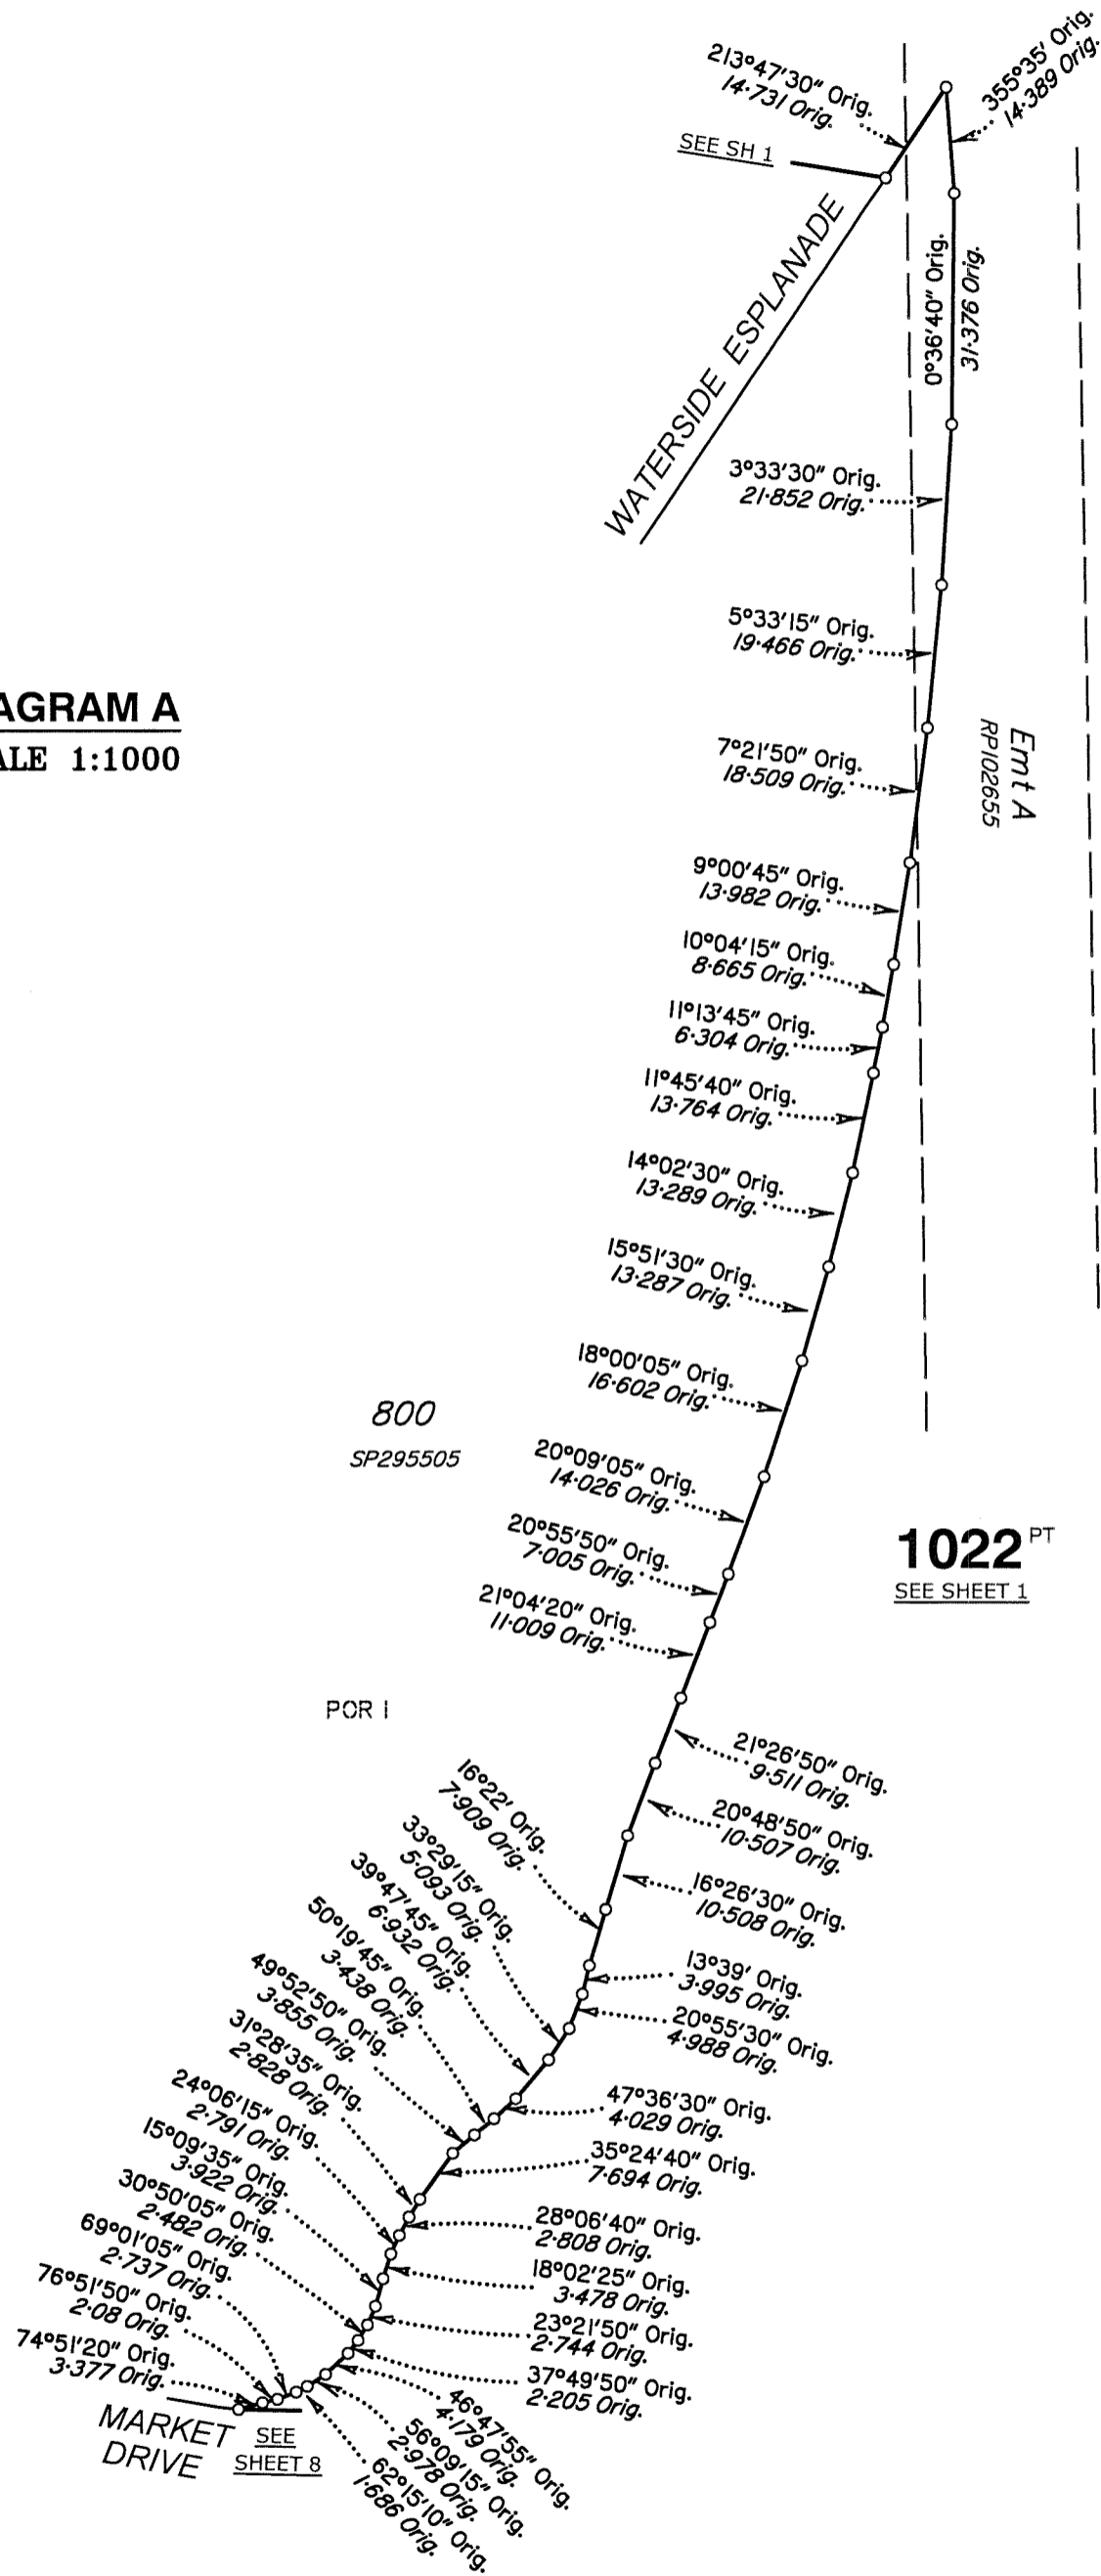 213°47'30" Orig.
14·731 Orig.
355°35' Orig.
14·389 Orig.
SEE SH 1
WATERSIDE ESPLANADE
0°36'40" Orig.
31·376 Orig.
3°33'30" Orig.
21·852 Orig.
5°33'15" Orig.
19·466 Orig.
AGRAM A
ALE 1:1000
7°21'50" Orig.
18·509 Orig.
Emt A
RP102655
9°00'45" Orig.
13·982 Orig.
10°04'15" Orig.
8·665 Orig.
11°13'45" Orig.
6·304 Orig.
11°45'40" Orig.
13·764 Orig.
14°02'30" Orig.
13·289 Orig.
15°51'30" Orig.
13·287 Orig.
18°00'05" Orig.
16·602 Orig.
800
SP295505
20°09'05" Orig.
14·026 Orig.
20°55'50" Orig.
7·005 Orig.
1022 PT
SEE SHEET 1
21°04'20" Orig.
11·009 Orig.
POR 1
21°26'50" Orig.
9·511 Orig.
20°48'50" Orig.
10·507 Orig.
16°22' Orig.
7·909 Orig.
16°26'30" Orig.
10·508 Orig.
33°29'15" Orig.
5·093 Orig.
13°39' Orig.
3·995 Orig.
39°47'45" Orig.
6·932 Orig.
20°55'30" Orig.
4·988 Orig.
50°19'45" Orig.
3·438 Orig.
47°36'30" Orig.
4·029 Orig.
49°52'50" Orig.
3·855 Orig.
35°24'40" Orig.
7·694 Orig.
31°28'35" Orig.
2·828 Orig.
28°06'40" Orig.
2·808 Orig.
24°06'15" Orig.
2·791 Orig.
18°02'25" Orig.
3·478 Orig.
15°09'35" Orig.
3·922 Orig.
23°21'50" Orig.
2·744 Orig.
30°50'05" Orig.
2·482 Orig.
37°49'50" Orig.
2·205 Orig.
69°01'05" Orig.
2·737 Orig.
46°47'55" Orig.
4·179 Orig.
76°51'50" Orig.
2·08 Orig.
56°09'15" Orig.
2·978 Orig.
74°51'20" Orig.
3·377 Orig.
62°15'10" Orig.
1·686 Orig.
MARKET
DRIVE
SEE
SHEET 8